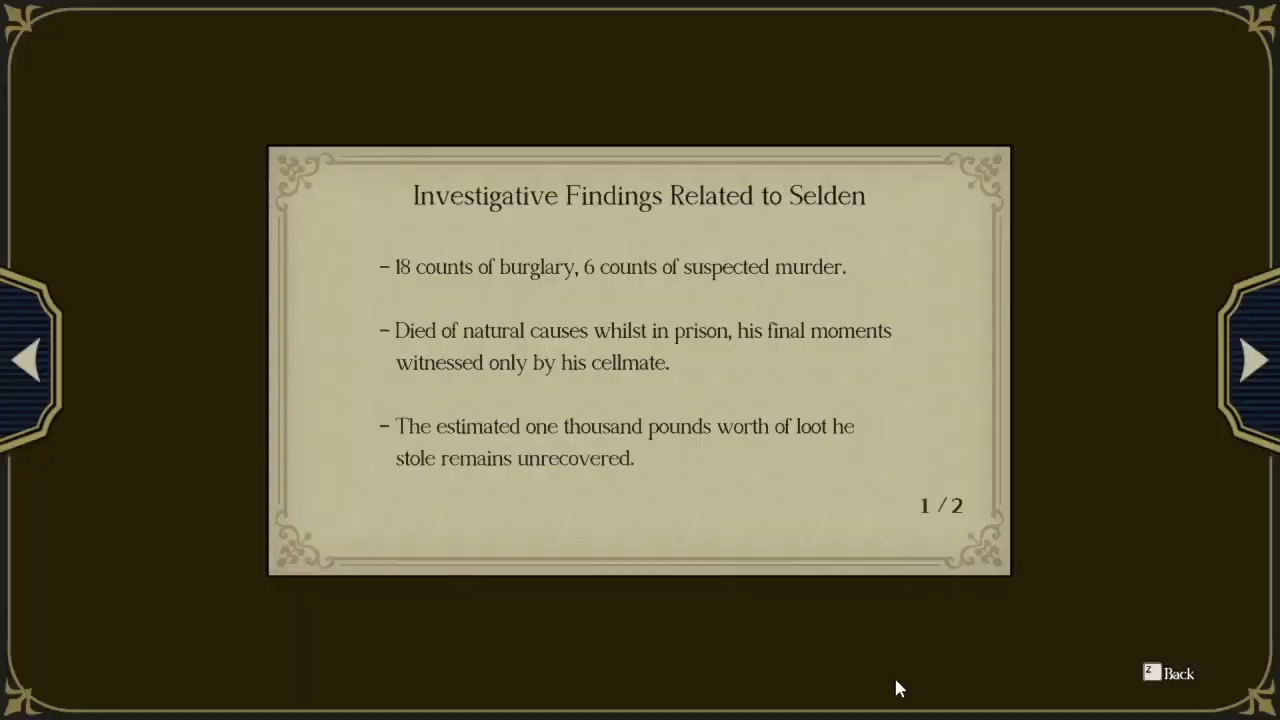 Investigative Findings Related to Selden
- 18 counts of burglary, 6 counts of suspected murder.
- Died of natural causes whilst in prison, his final moments
witnessed only by his cellmate.
- The estimated one thousand pounds worth of loot he
stole remains unrecovered.
1 / 2
Z Back